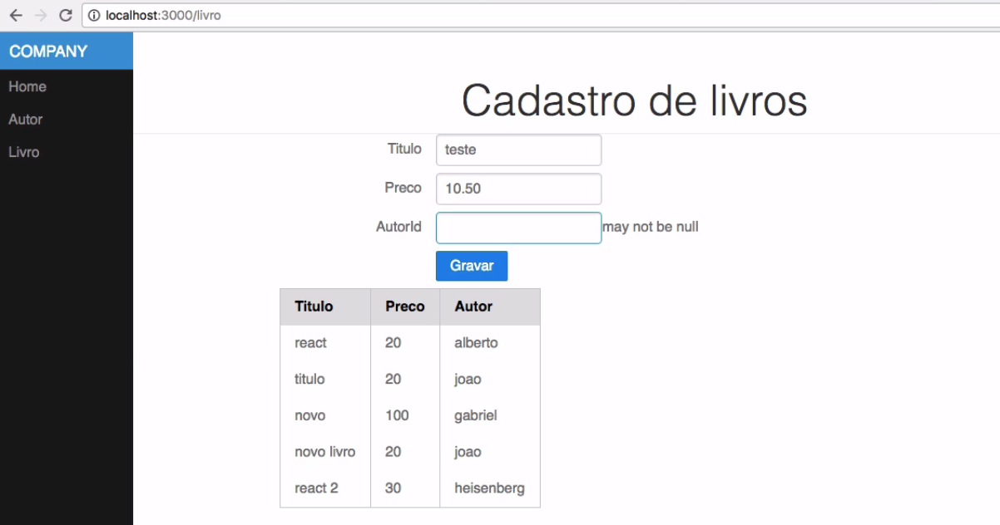 localhost:3000/livro
COMPANY
Home
Autor
Livro
Cadastro de livros
Titulo teste
Preco 10.50
AutorId may not be null
Gravar
Titulo Preco Autor
react 20 alberto
titulo 20 joao
novo 100 gabriel
novo livro 20 joao
react 2 30 heisenberg